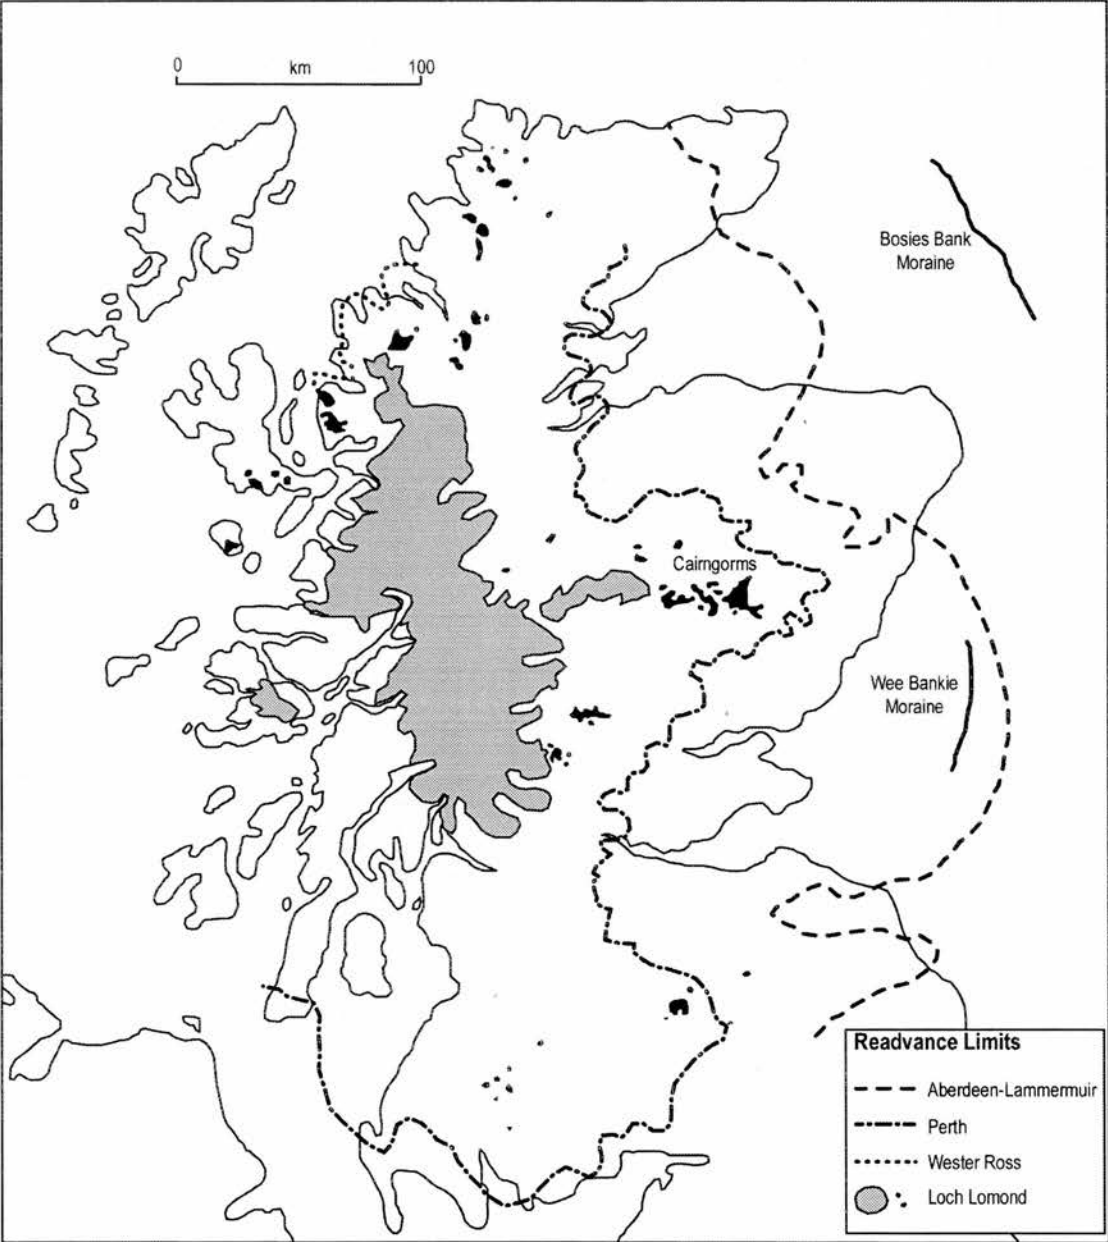 0 km 100
Bosies Bank
Moraine
Cairngorms
Wee Bankie
Moraine
Readvance Limits
Aberdeen-Lammermuir
Perth
Wester Ross
Loch Lomond